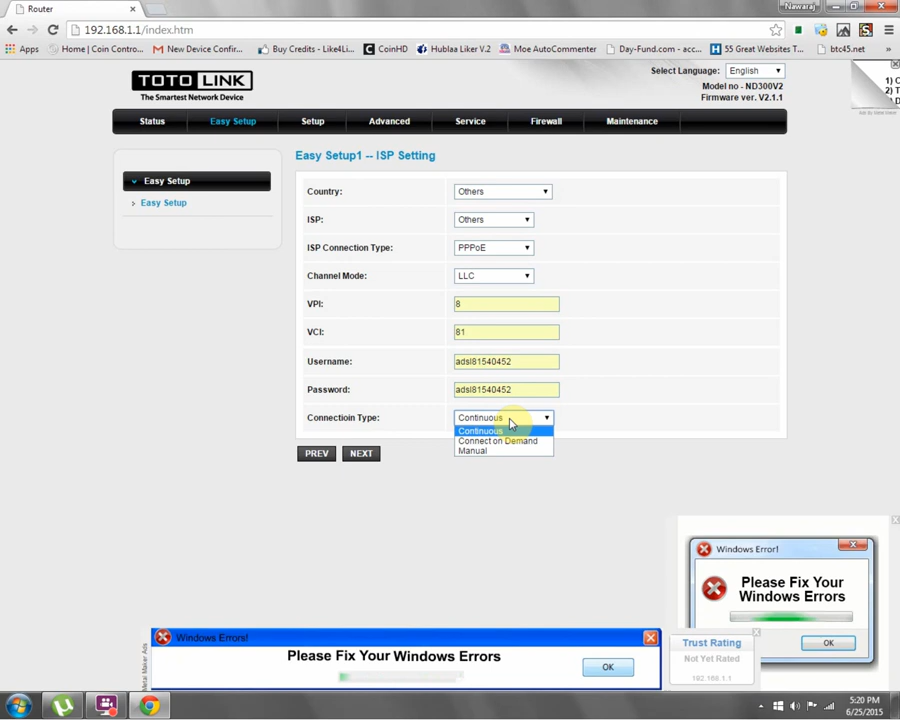 Router
Nawaraj
192.168.1.1/index.htm
Apps
Home | Coin Contro...
New Device Confir...
Buy Credits - Like4Li...
CoinHD
Hublaa Liker V.2
Moe AutoCommenter
Day-Fund.com - acc...
55 Great Websites T...
btc45.net
TOTO LINK
The Smartest Network Device
Select Language:
English
Model no - ND300V2
Firmware ver. V2.1.1
1) C
2) T
Status
Easy Setup
Setup
Advanced
Service
Firewall
Maintenance
Easy Setup
Easy Setup
Easy Setup1 -- ISP Setting
Country:
Others
ISP:
Others
ISP Connection Type:
PPPoE
Channel Mode:
LLC
VPI:
8
VCI:
81
Username:
adsl81540452
Password:
adsl81540452
Connectioin Type:
Continuous
Continuous
Connect on Demand
Manual
PREV
NEXT
Windows Error!
Please Fix Your
Windows Errors
OK
Metal Maker Ads
Windows Errors!
Please Fix Your Windows Errors
OK
Trust Rating
Not Yet Rated
192.168.1.1
5:20 PM
6/25/2015